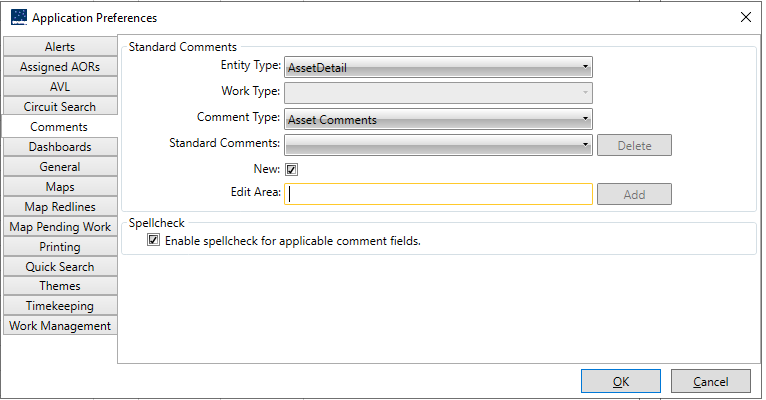 Application Preferences
Alerts
Assigned AORs
AVL
Circuit Search
Comments
Dashboards
General
Maps
Map Redlines
Map Pending Work
Printing
Quick Search
Themes
Timekeeping
Work Management
Standard Comments
Entity Type: AssetDetail
Work Type:
Comment Type: Asset Comments
Standard Comments: Delete
New:
Edit Area: Add
Spellcheck
Enable spellcheck for applicable comment fields.
OK Cancel